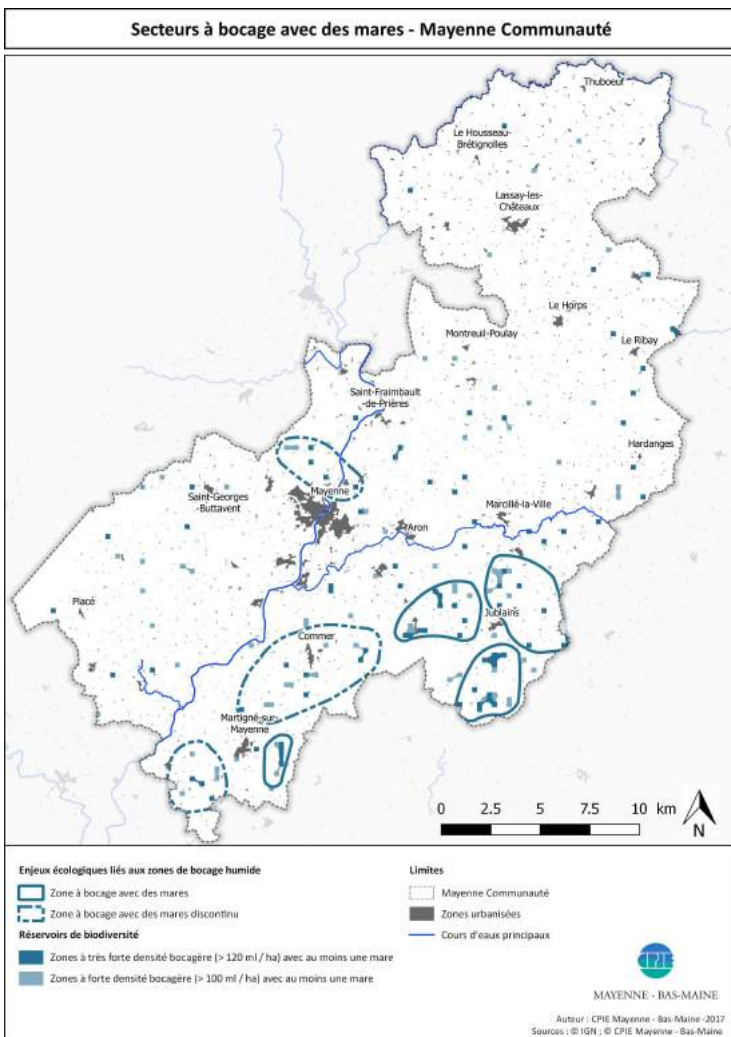 Secteurs à bocage avec des mares - Mayenne Communauté
Thuboeuf
Le Housseau-
Brétignolles
Lassay-les-
Châteaux
Le Horps
Montreuil-Poulay
Le Ribay
Saint-Fraimbault
-de-Prières
Hardanges
Mayenne
Saint-Georges
-Buttavent
Marcillé-la-Ville
Aron
Placé
Jublains
Commer
Martigné-sur-
Mayenne
0 2.5 5 7.5 10 km
N
Enjeux écologiques liés aux zones de bocage humide
Zone à bocage avec des mares
Zone à bocage avec des mares discontinu
Réservoirs de biodiversité
Zones à très forte densité bocagère (> 120 ml / ha) avec au moins une mare
Zones à forte densité bocagère (> 100 ml / ha) avec au moins une mare
Limites
Mayenne Communauté
Zones urbanisées
Cours d'eaux principaux
CPIE
MAYENNE - BAS-MAINE
Auteur : CPIE Mayenne - Bas-Maine -2017
Sources : © IGN ; © CPIE Mayenne - Bas-Maine